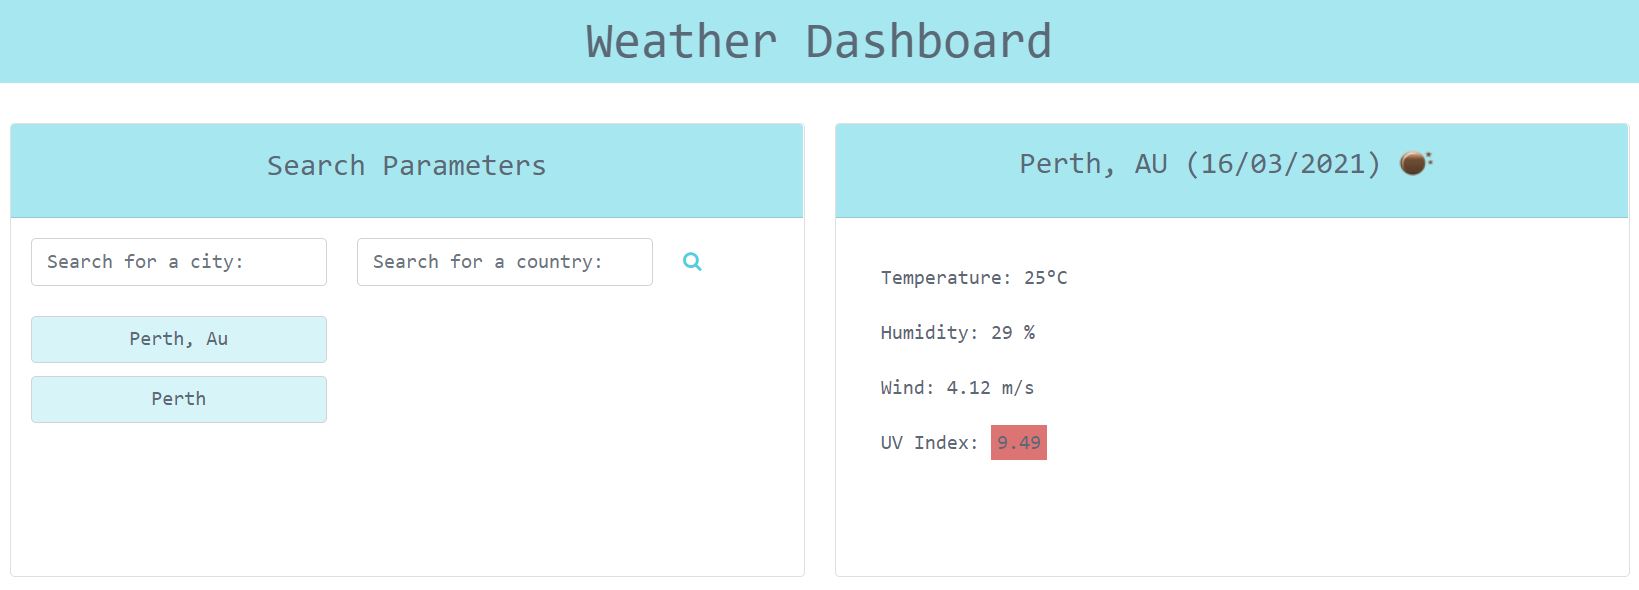 Weather Dashboard
Search Parameters
Search for a city:
Search for a country:
Perth, Au
Perth
Perth, AU (16/03/2021)
Temperature: 25°C
Humidity: 29 %
Wind: 4.12 m/s
UV Index: 9.49